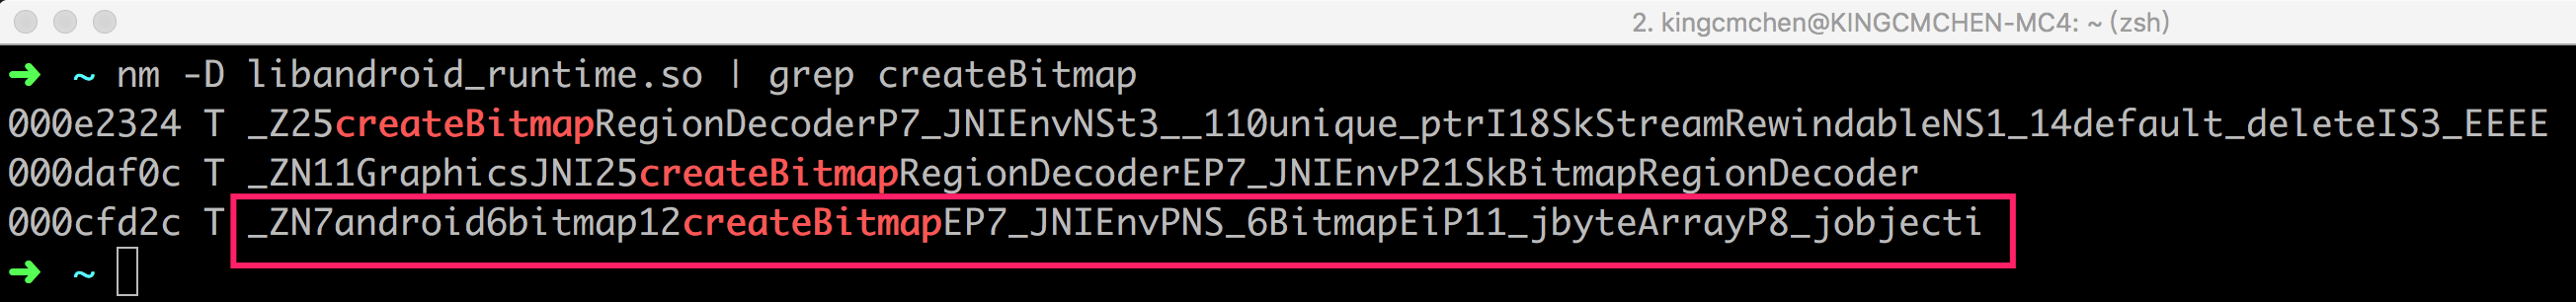 2. kingcmchen@KINGCMCHEN-MC4: ~ (zsh)
➜ ~ nm -D libandroid_runtime.so | grep createBitmap
000e2324 T _Z25createBitmapRegionDecoderP7_JNIEnvNSt3__110unique_ptrI18SkStreamRewindableNS1_14default_deleteIS3_EEEE
000daf0c T _ZN11GraphicsJNI25createBitmapRegionDecoderEP7_JNIEnvP21SkBitmapRegionDecoder
000cfd2c T _ZN7android6bitmap12createBitmapEP7_JNIEnvPNS_6BitmapEiP11_jbyteArrayP8_jobjecti
➜ ~